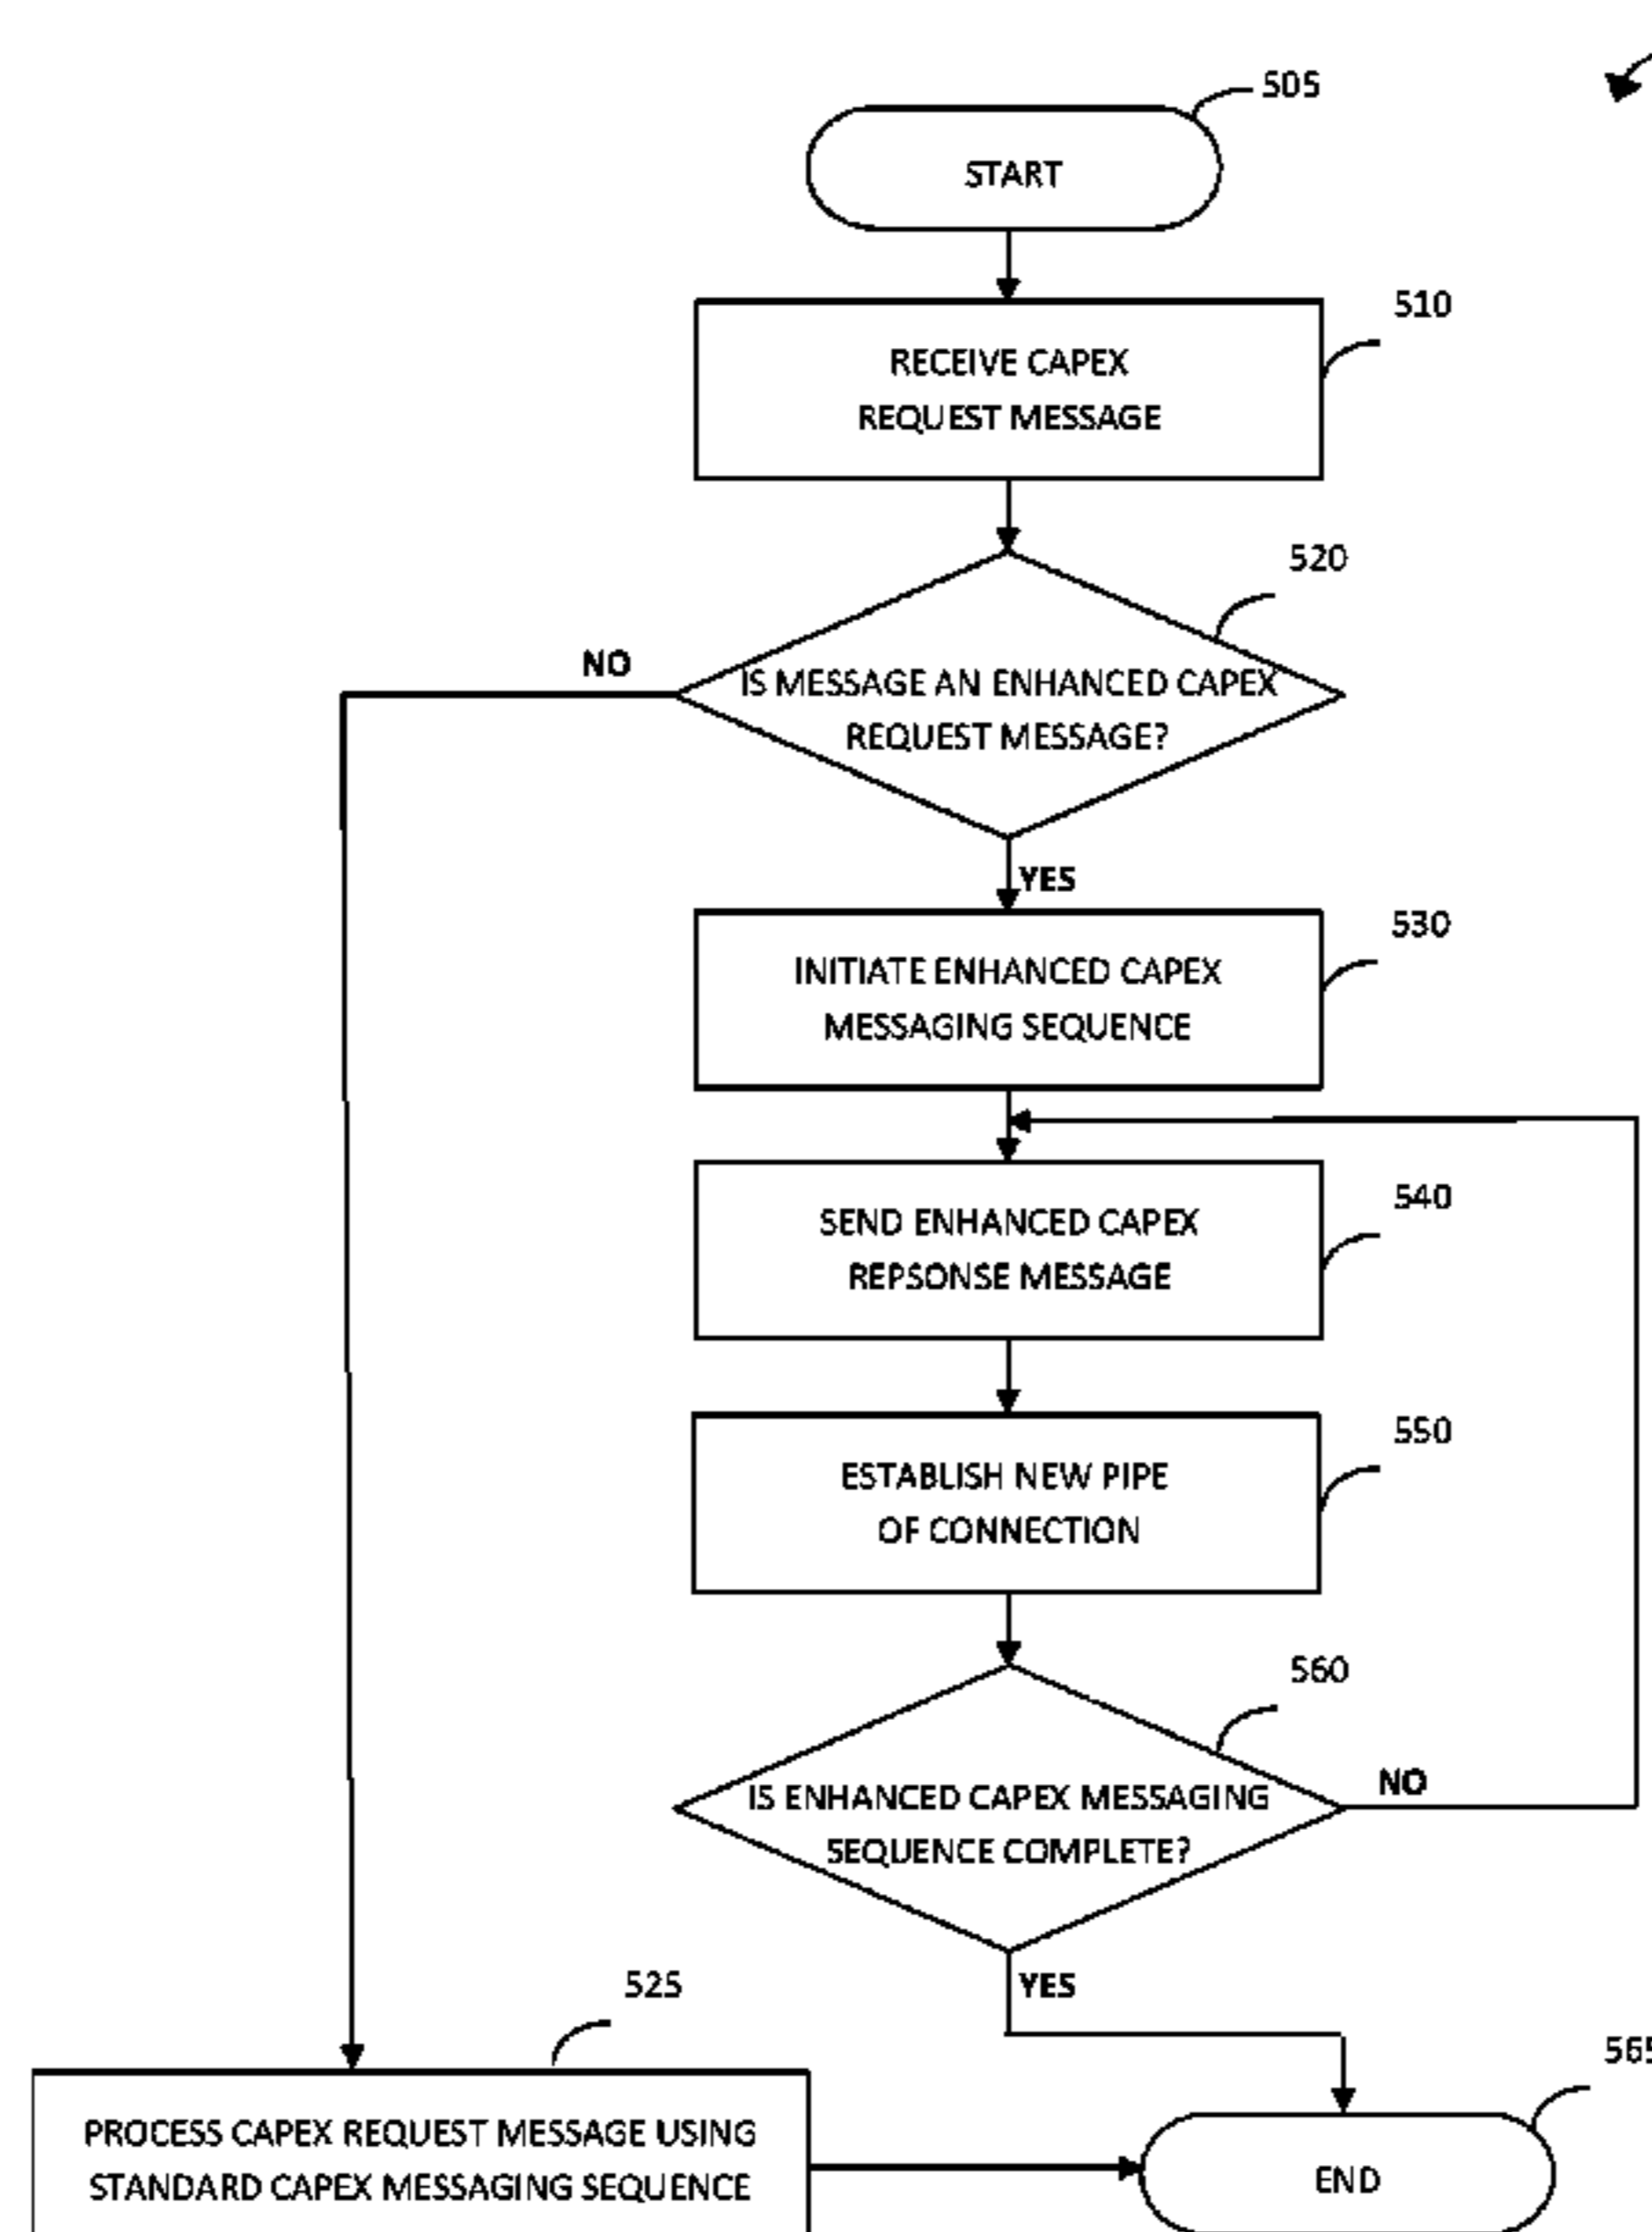 505
START
510
RECEIVE CAPEX
REQUEST MESSAGE
520
NO
IS MESSAGE AN ENHANCED CAPEX
REQUEST MESSAGE?
YES
530
INITIATE ENHANCED CAPEX
MESSAGING SEQUENCE
540
SEND ENHANCED CAPEX
REPSONSE MESSAGE
550
ESTABLISH NEW PIPE
OF CONNECTION
560
NO
IS ENHANCED CAPEX MESSAGING
SEQUENCE COMPLETE?
YES
525
565
PROCESS CAPEX REQUEST MESSAGE USING
STANDARD CAPEX MESSAGING SEQUENCE
END